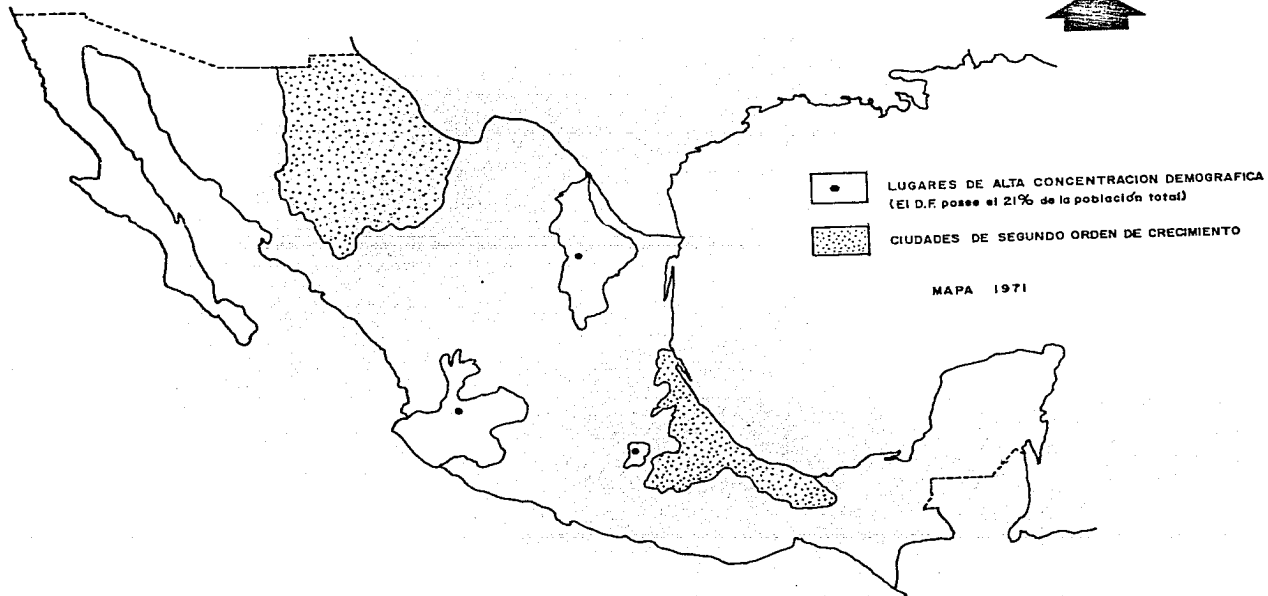 LUGARES DE ALTA CONCENTRACION DEMOGRAFICA
(El D.F. posee el 21% de la población total)
CIUDADES DE SEGUNDO ORDEN DE CRECIMIENTO
MAPA 1971